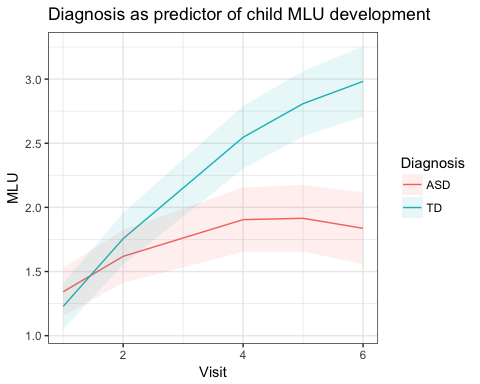 Diagnosis as predictor of child MLU development
3.0
2.5
2.0
1.5
1.0
MLU
2
4
6
Visit
Diagnosis
ASD
TD